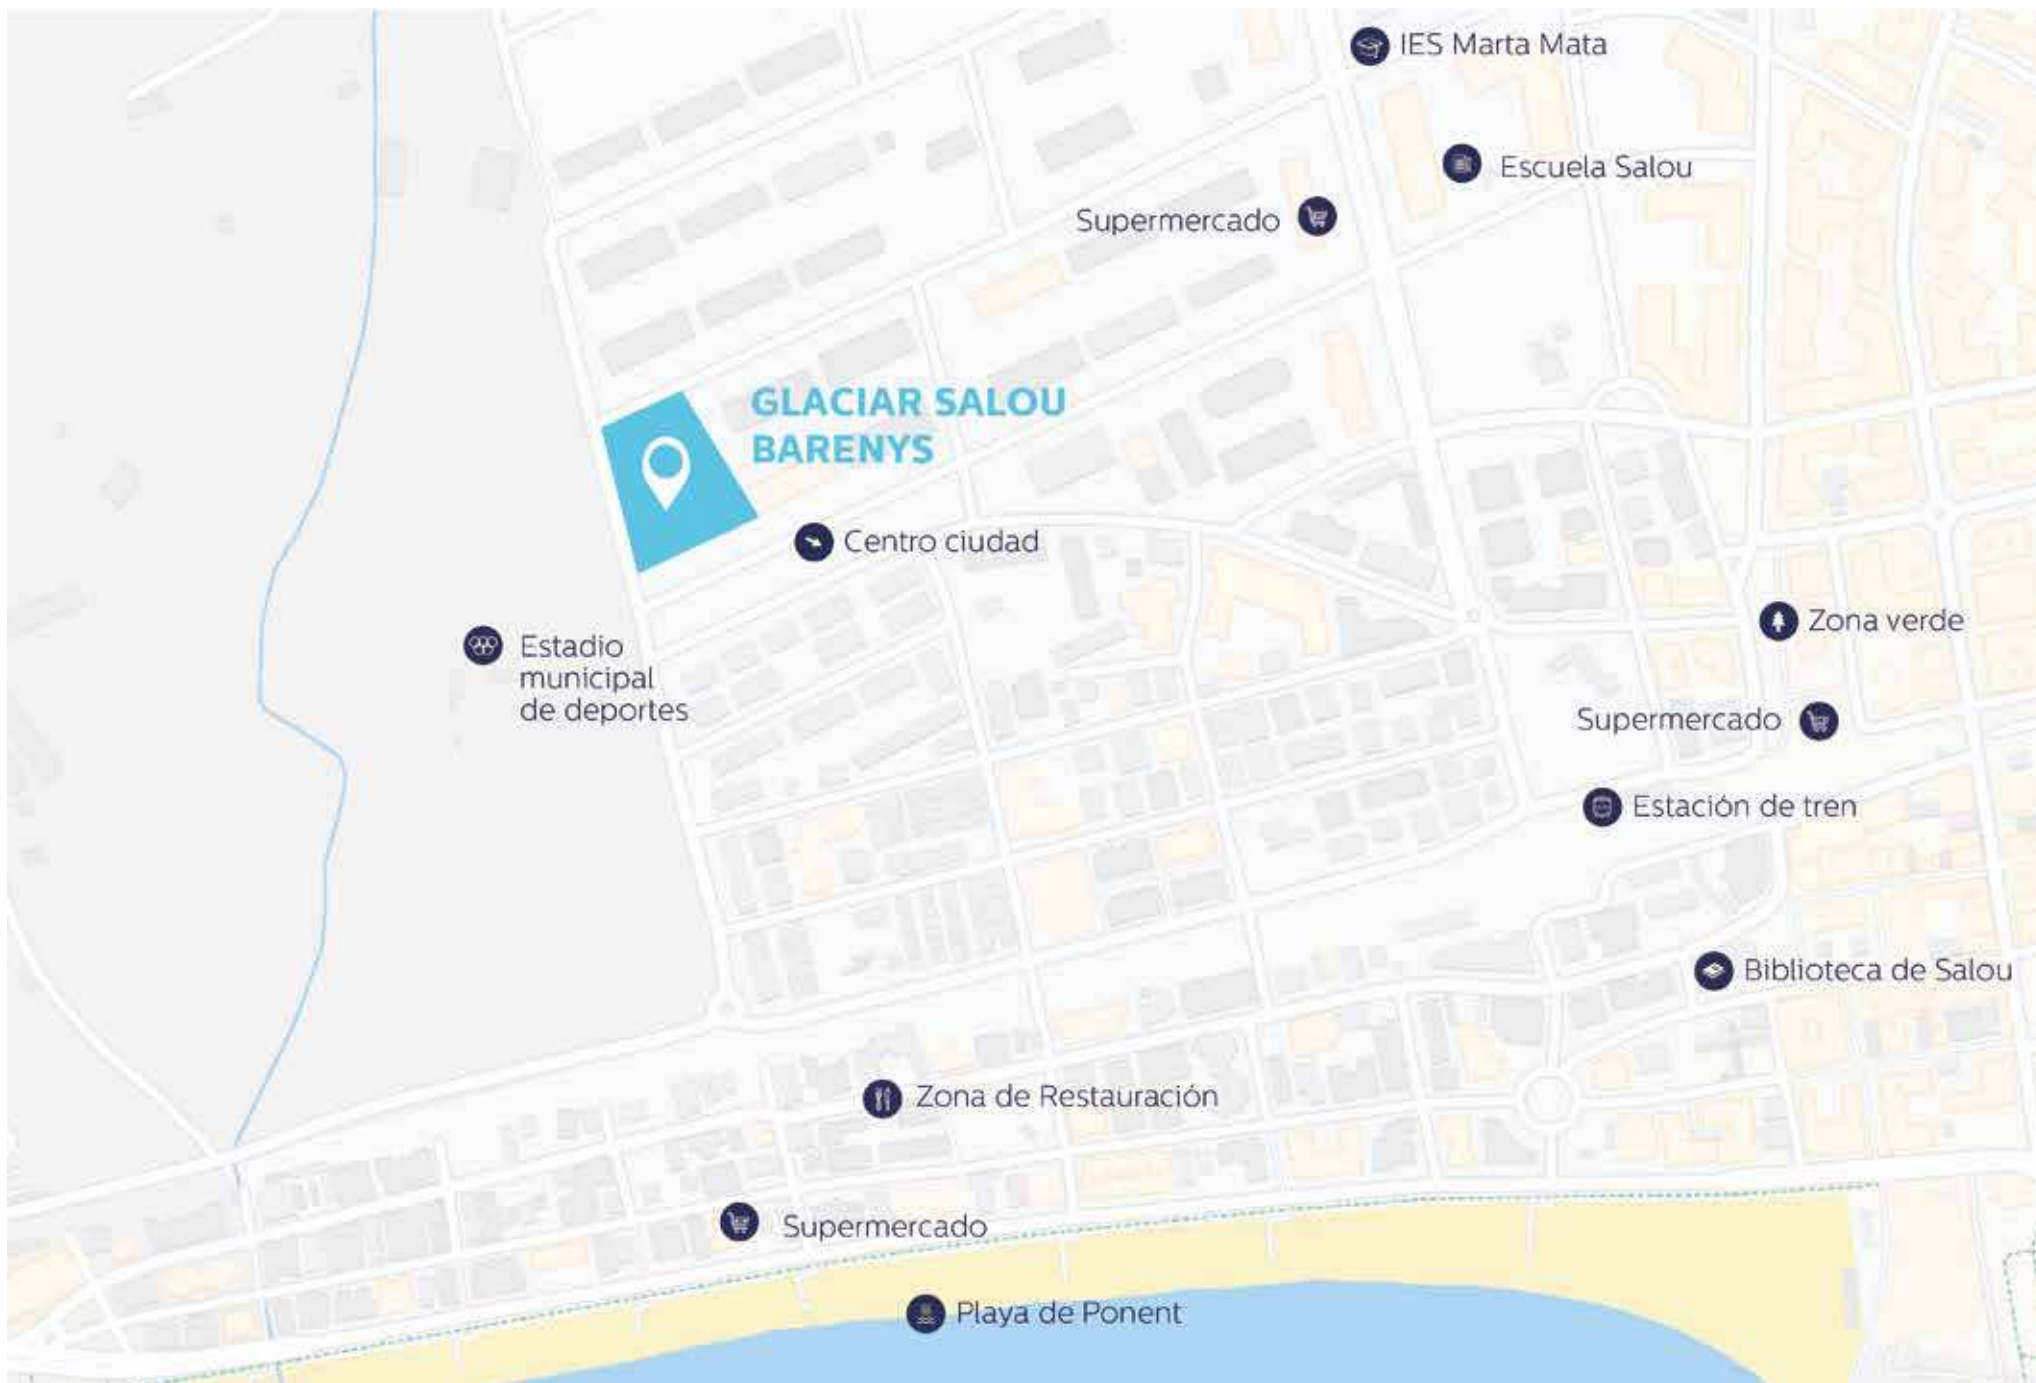 IES Marta Mata
Escuela Salou
Supermercado
GLACIAR SALOU
BARENYS
Centro ciudad
Estadio
municipal
de deportes
Zona verde
Supermercado
Estación de tren
Biblioteca de Salou
Zona de Restauración
Supermercado
Playa de Ponent